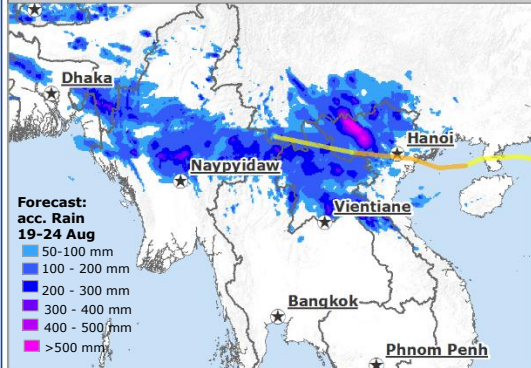 Dhaka
Hanoi
Naypyidaw
Vientiane
Forecast:
acc. Rain
19-24 Aug
50-100 mm
100 - 200 mm
200 - 300 mm
300 - 400 mm
400 - 500 mm
>500 mm
Bangkok
Phnom Penh